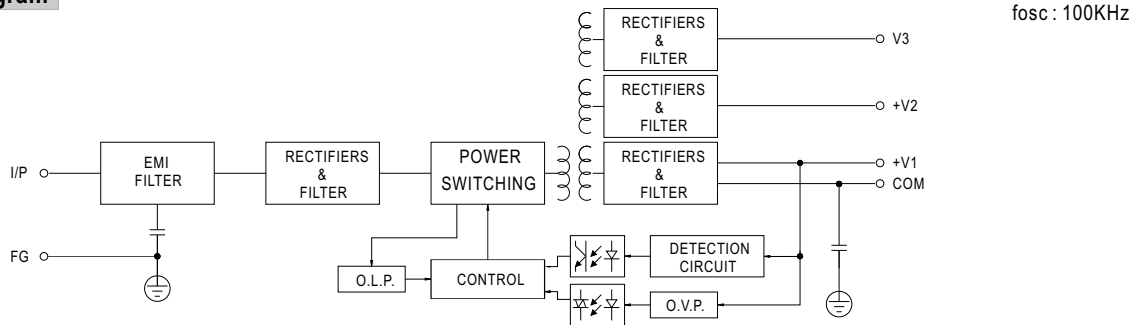 gram
fosc : 100KHz
RECTIFIERS
&
FILTER
V3
RECTIFIERS
&
FILTER
+V2
I/P
EMI
FILTER
RECTIFIERS
&
FILTER
POWER
SWITCHING
RECTIFIERS
&
FILTER
+V1
COM
FG
O.L.P.
CONTROL
DETECTION
CIRCUIT
O.V.P.